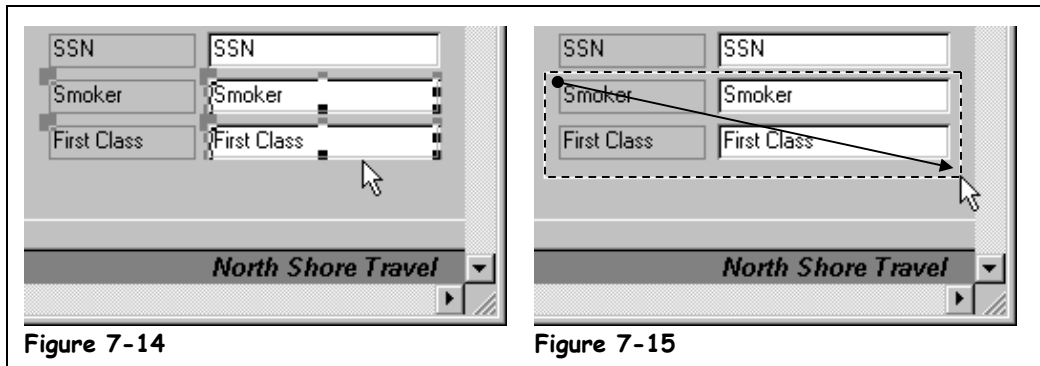 SSN SSN
Smoker Smoker
First Class First Class
North Shore Travel
Figure 7-14
SSN SSN
Smoker Smoker
First Class First Class
North Shore Travel
Figure 7-15